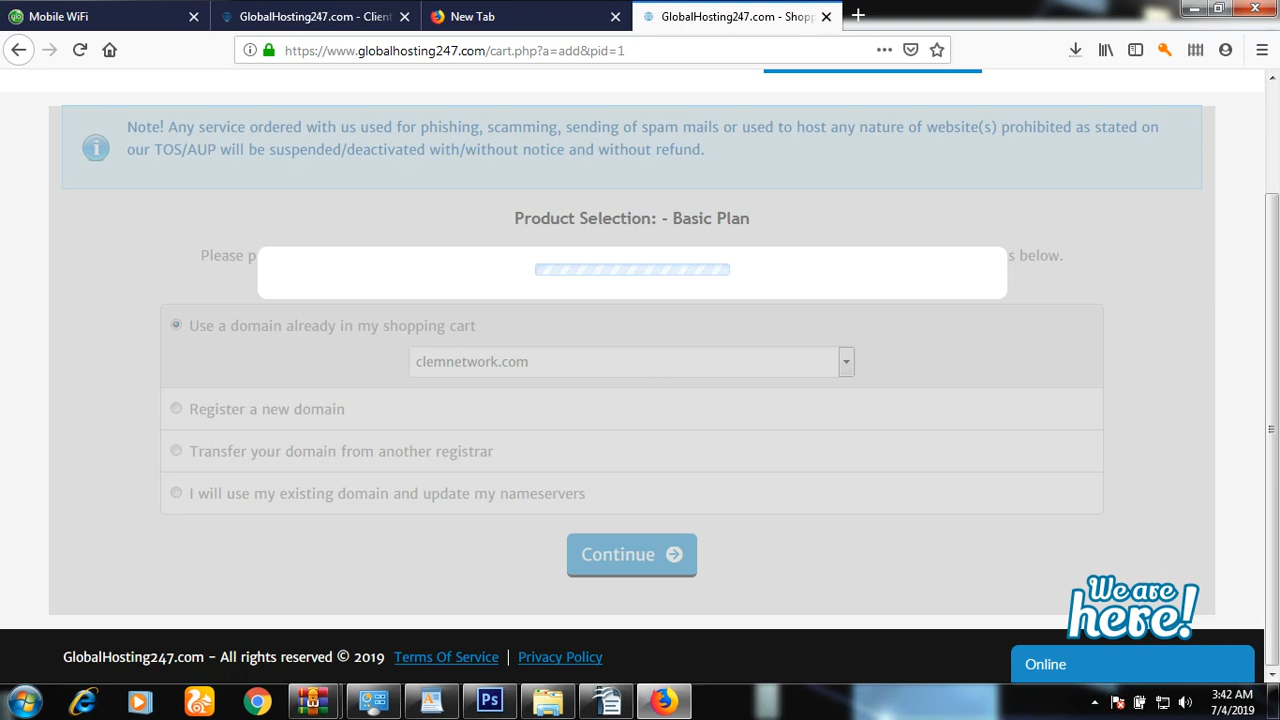 Mobile WiFi
GlobalHosting247.com - Client
New Tab
GlobalHosting247.com - Shopp
https://www.globalhosting247.com/cart.php?a=add&pid=1
Note! Any service ordered with us used for phishing, scamming, sending of spam mails or used to host any nature of website(s) prohibited as stated on
our TOS/AUP will be suspended/deactivated with/without notice and without refund.
Product Selection: - Basic Plan
Please p
s below.
Use a domain already in my shopping cart
clemnetwork.com
Register a new domain
Transfer your domain from another registrar
I will use my existing domain and update my nameservers
Continue
We are
here!
GlobalHosting247.com - All rights reserved © 2019 Terms Of Service | Privacy Policy
Online
Ps
3:42 AM
7/4/2019